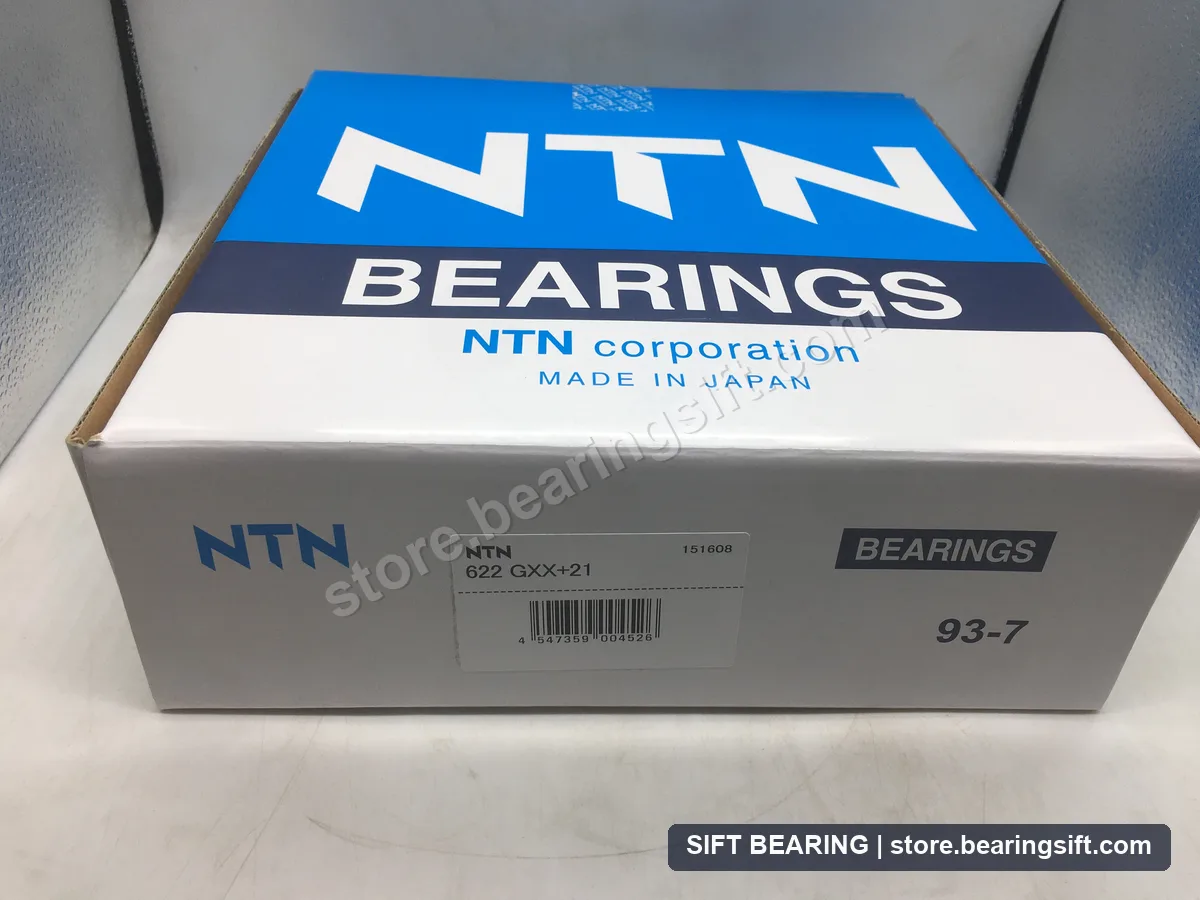 NTN
BEARINGS
NTN corporation
MADE IN JAPAN
NTN
NTN
151608
622 GXX+21
4 547359 004526
BEARINGS
93-7
store.bearingsift.com
SIFT BEARING | store.bearingsift.com